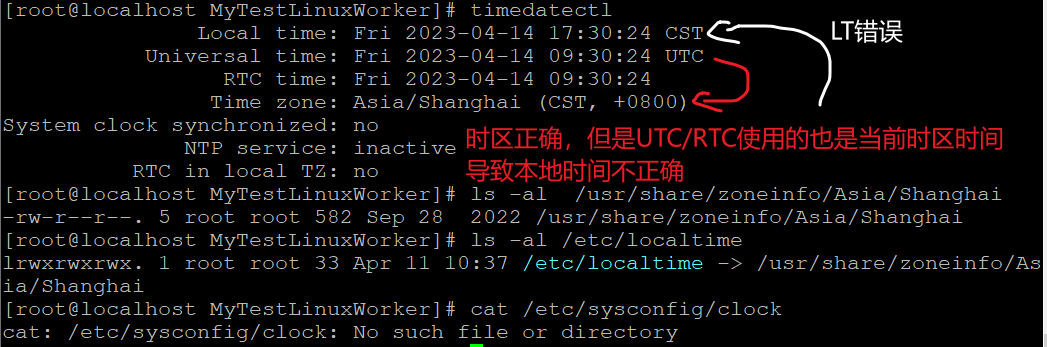 [root@localhost MyTestLinuxWorker]# timedatectl
Local time: Fri 2023-04-14 17:30:24 CST
LT错误
Universal time: Fri 2023-04-14 09:30:24 UTC
RTC time: Fri 2023-04-14 09:30:24
Time zone: Asia/Shanghai (CST, +0800)
System clock synchronized: no
NTP service: inactive
RTC in local TZ: no
时区正确，但是UTC/RTC使用的也是当前时区时间
导致本地时间不正确
[root@localhost MyTestLinuxWorker]# ls -al  /usr/share/zoneinfo/Asia/Shanghai
-rw-r--r--. 5 root root 582 Sep 28  2022 /usr/share/zoneinfo/Asia/Shanghai
[root@localhost MyTestLinuxWorker]# ls -al /etc/localtime
lrwxrwxrwx. 1 root root 33 Apr 11 10:37 /etc/localtime -> /usr/share/zoneinfo/As
ia/Shanghai
[root@localhost MyTestLinuxWorker]# cat /etc/sysconfig/clock
cat: /etc/sysconfig/clock: No such file or directory